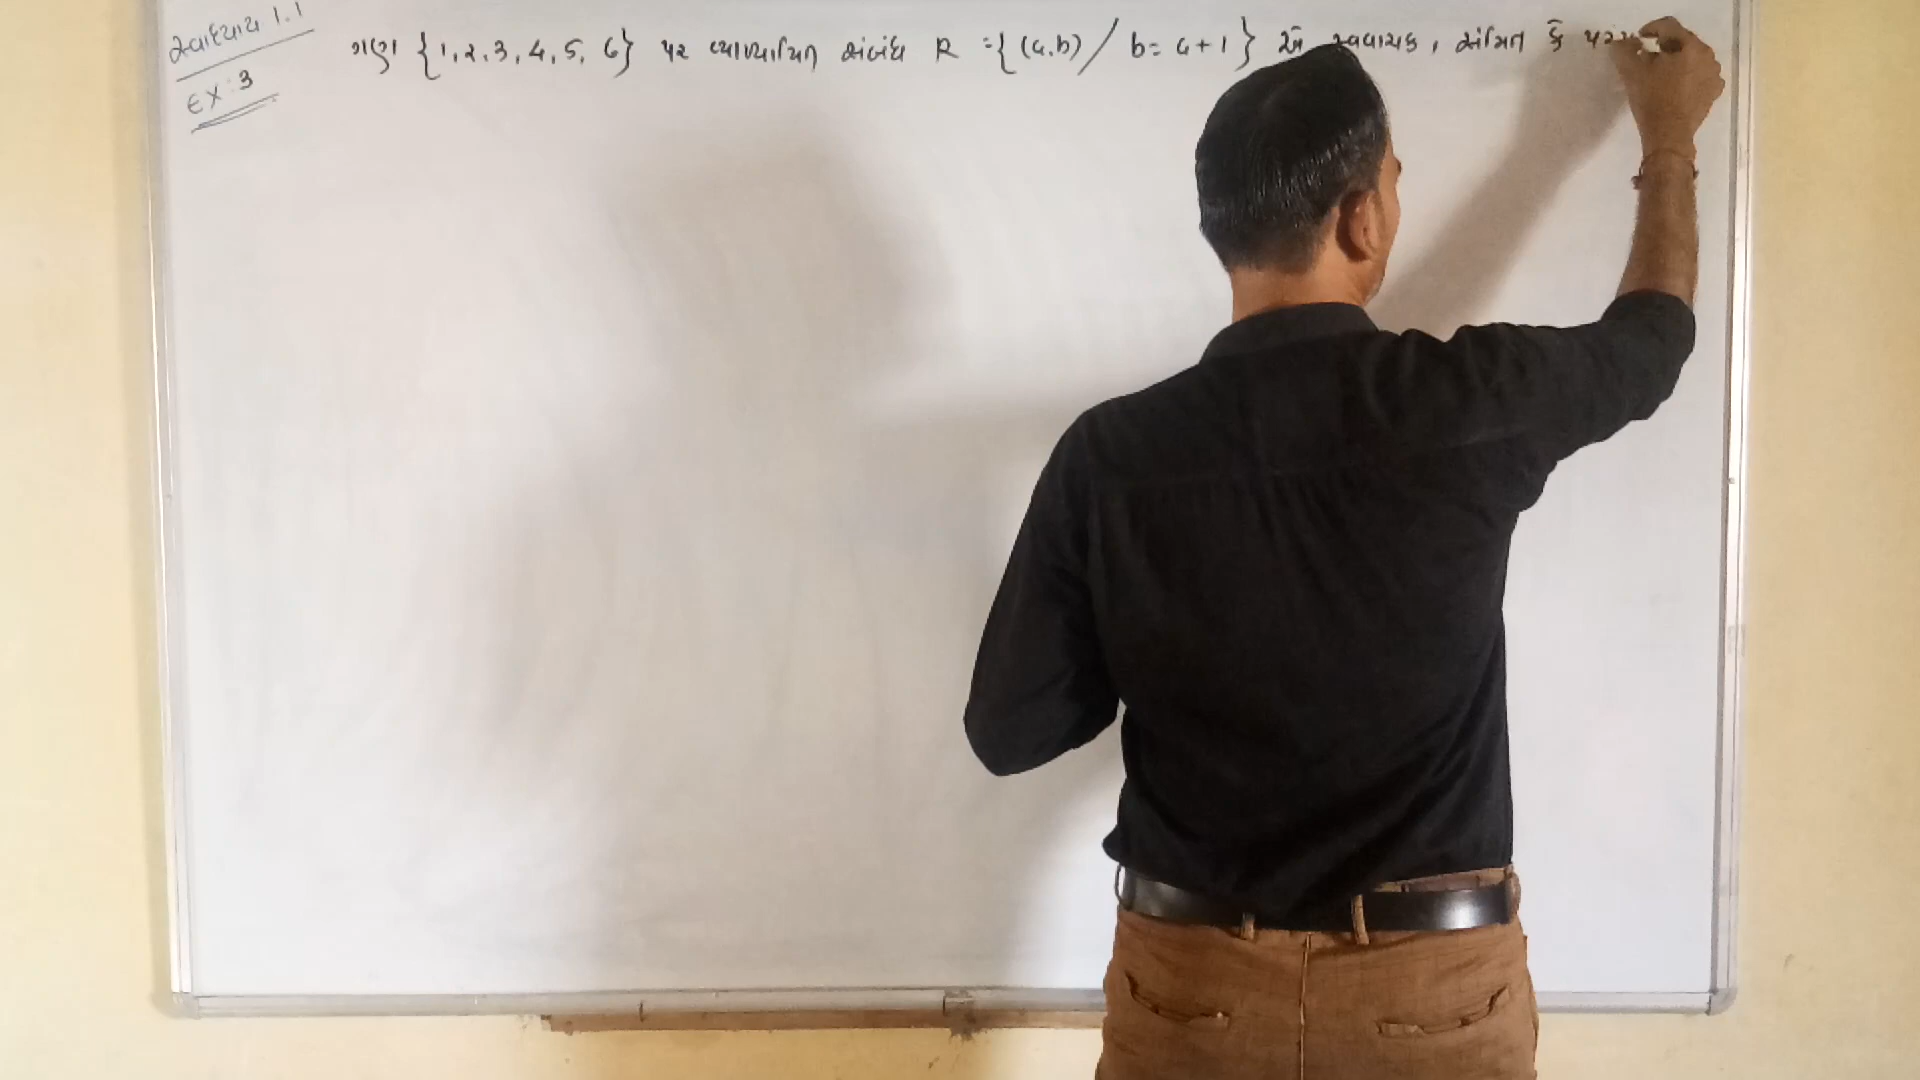 સ્વાધ્યાય 1.1
EX:3
ગણ {1,2,3,4,5,6} પર વ્યાખ્યાયિત સંબંધ R ={(a,b)/ b= a+1} એ સ્વવાચક, સંમિત કે